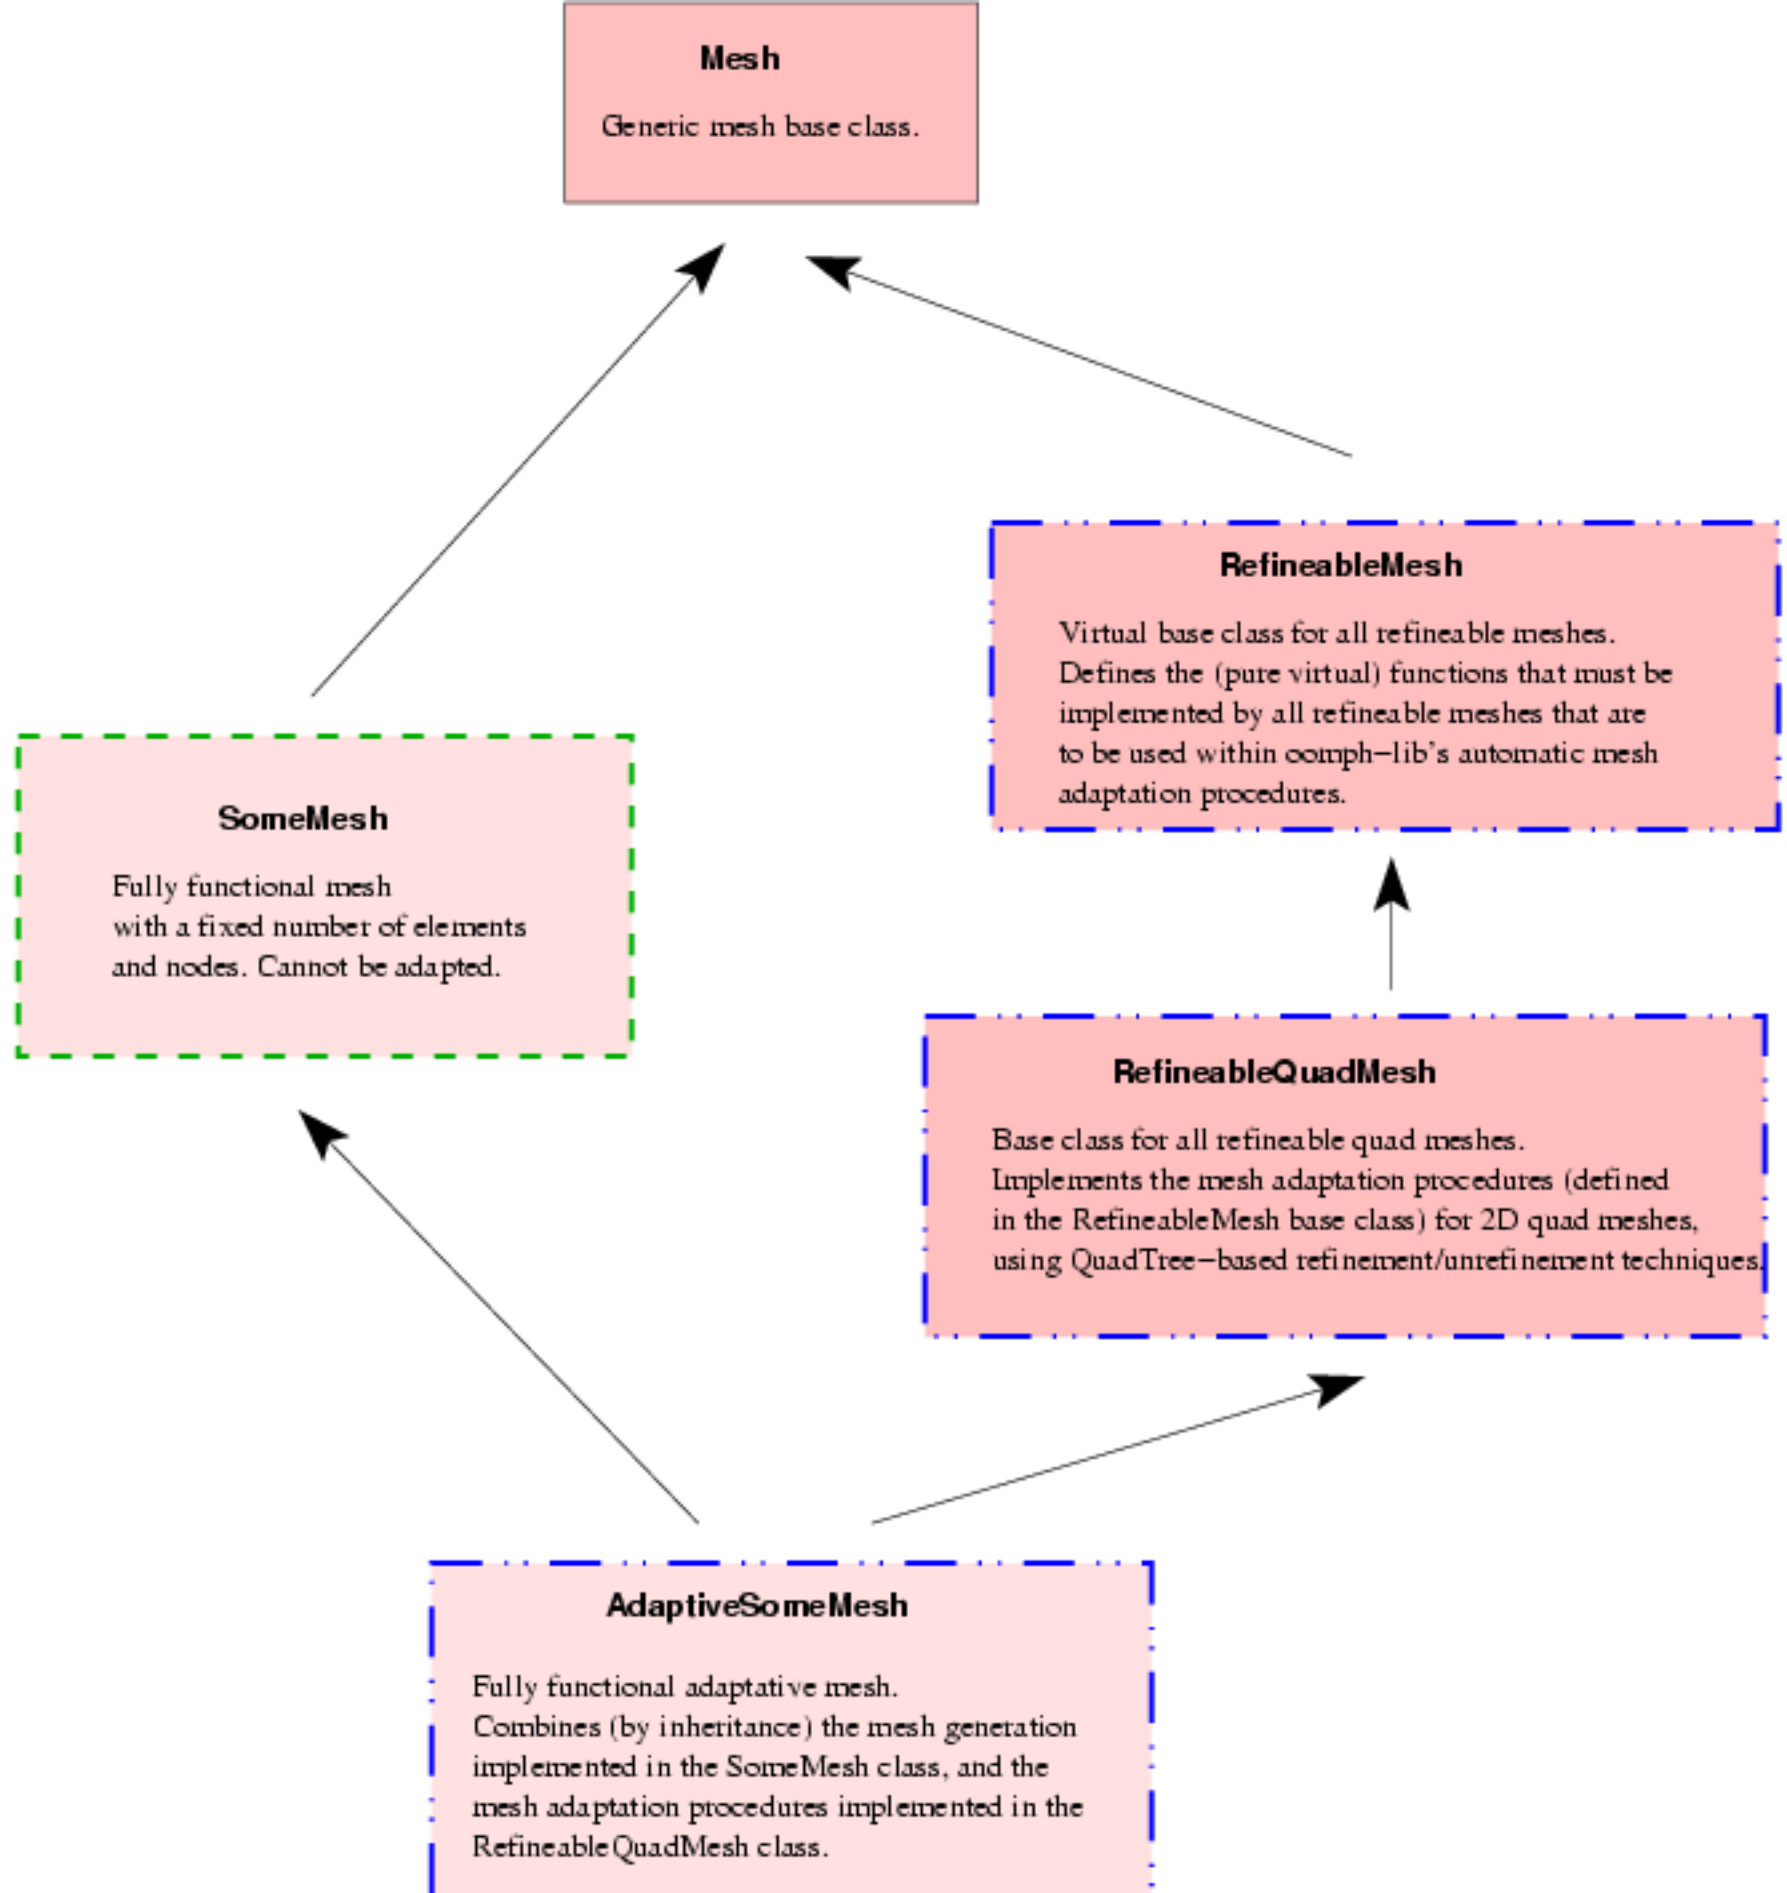 Mesh
Generic mesh base class.
RefineableMesh
Virtual base class for all refineable meshes.
Defines the (pure virtual) functions that must be
implemented by all refineable meshes that are
to be used within oomph−lib's automatic mesh
adaptation procedures.
SomeMesh
Fully functional mesh
with a fixed number of elements
and nodes. Cannot be adapted.
RefineableQuadMesh
Base class for all refineable quad meshes.
Implements the mesh adaptation procedures (defined
in the RefineableMesh base class) for 2D quad meshes,
using QuadTree−based refinement/unrefinement techniques.
AdaptiveSomeMesh
Fully functional adaptative mesh.
Combines (by inheritance) the mesh generation
implemented in the SomeMesh class, and the
mesh adaptation procedures implemented in the
RefineableQuadMesh class.